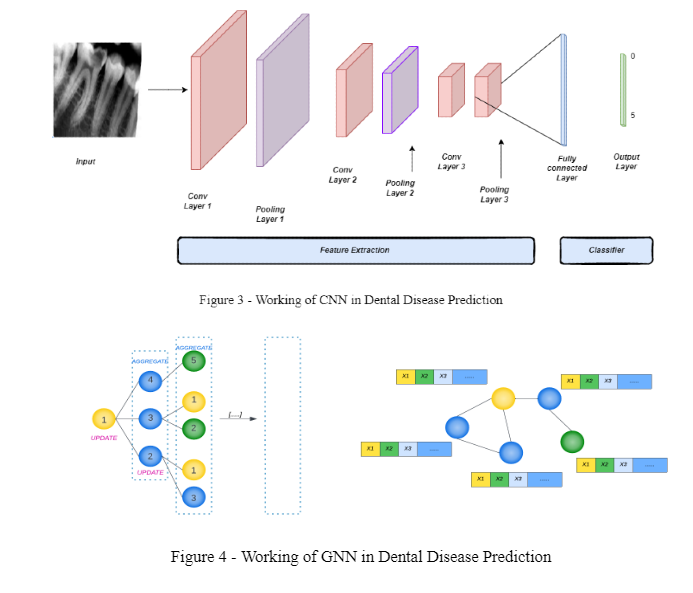 Input
Conv
Layer 1
Pooling
Layer 1
Conv
Layer 2
Pooling
Layer 2
Conv
Layer 3
Pooling
Layer 3
Fully
connected
Layer
Output
Layer
0
5
Feature Extraction
Classifier
Figure 3 - Working of CNN in Dental Disease Prediction
AGGREGATE
AGGREGATE
1
UPDATE
4
3
2
UPDATE
5
1
2
1
3
[...]
X1 X2 X3 ......
X1 X2 X3 ......
X1 X2 X3 ......
X1 X2 X3 ......
X1 X2 X3 ......
Figure 4 - Working of GNN in Dental Disease Prediction